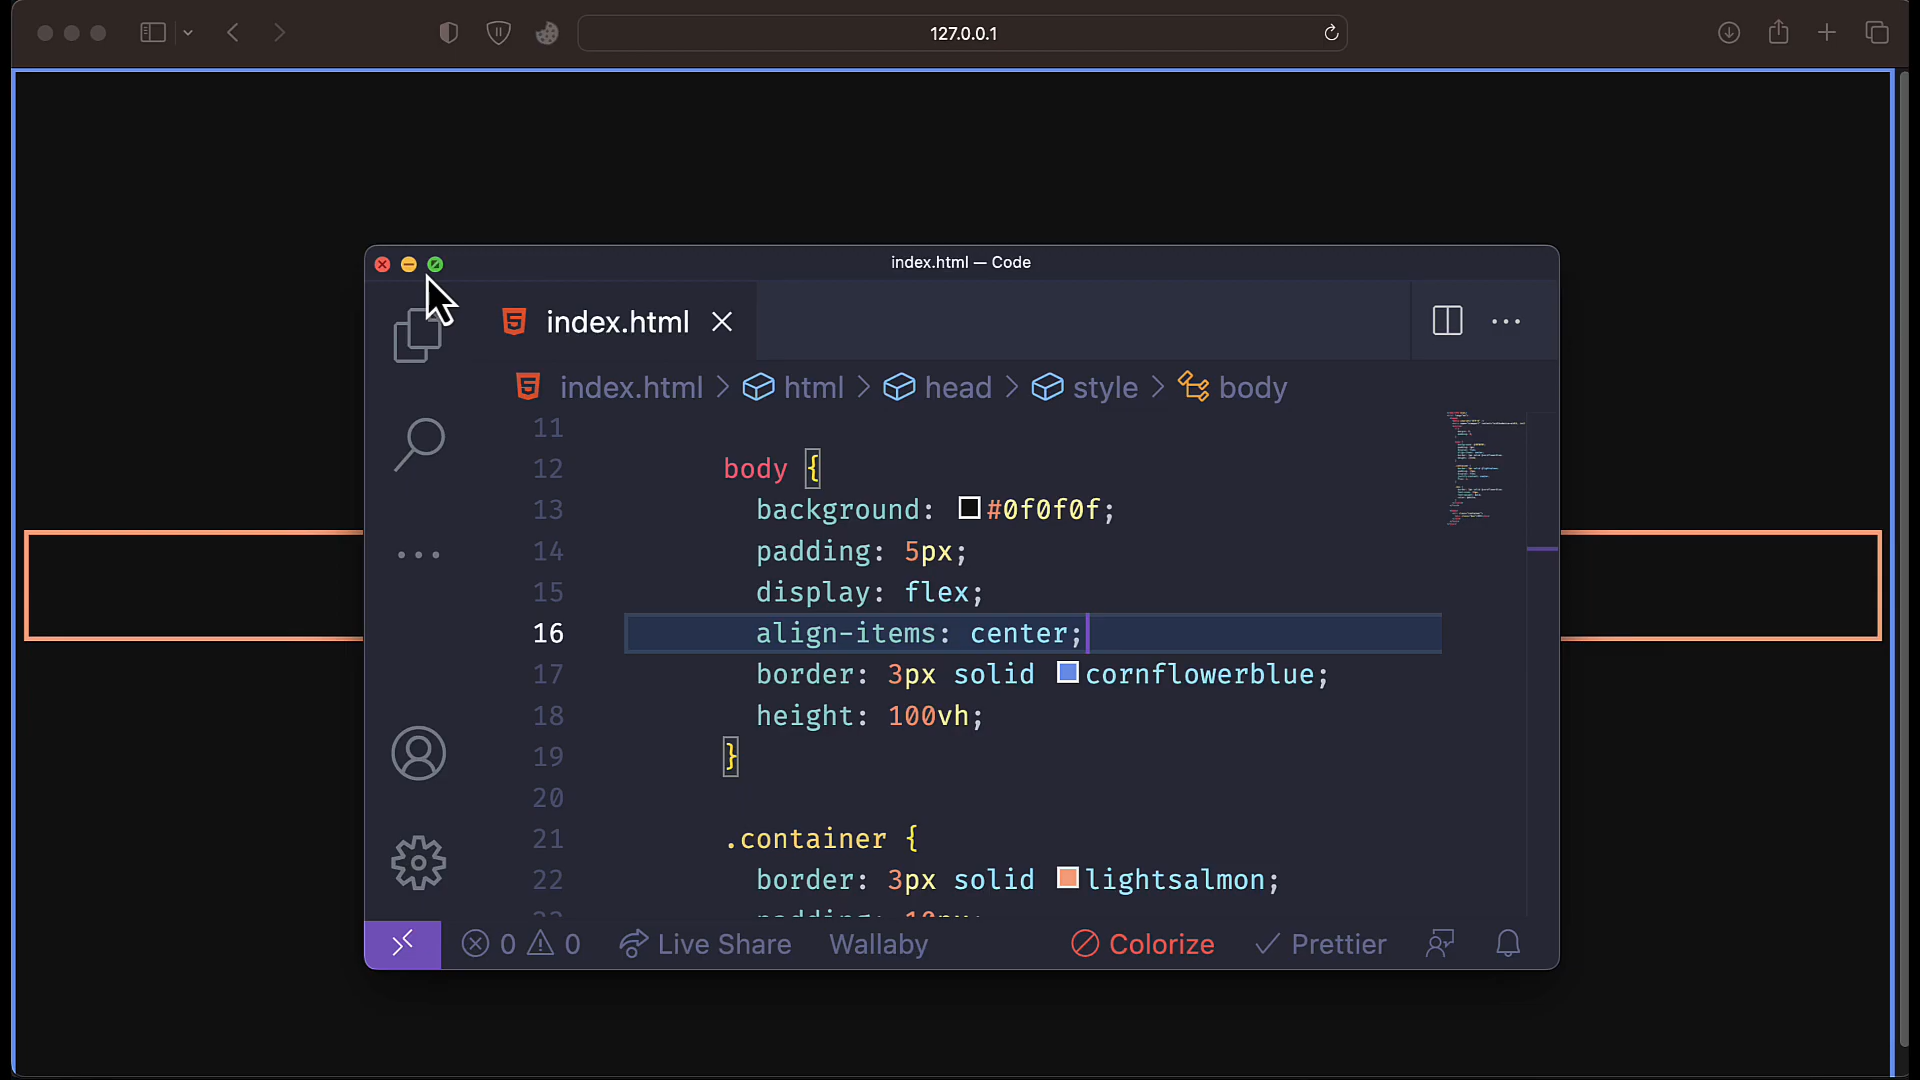 127.0.0.1
index.html — Code
index.html
index.html > html > head > style > body
11
12 body {
13 background: #0f0f0f;
14 padding: 5px;
15 display: flex;
16 align-items: center;
17 border: 3px solid cornflowerblue;
18 height: 100vh;
19 }
20
21 .container {
22 border: 3px solid lightsalmon;
0 0 Live Share Wallaby Colorize Prettier